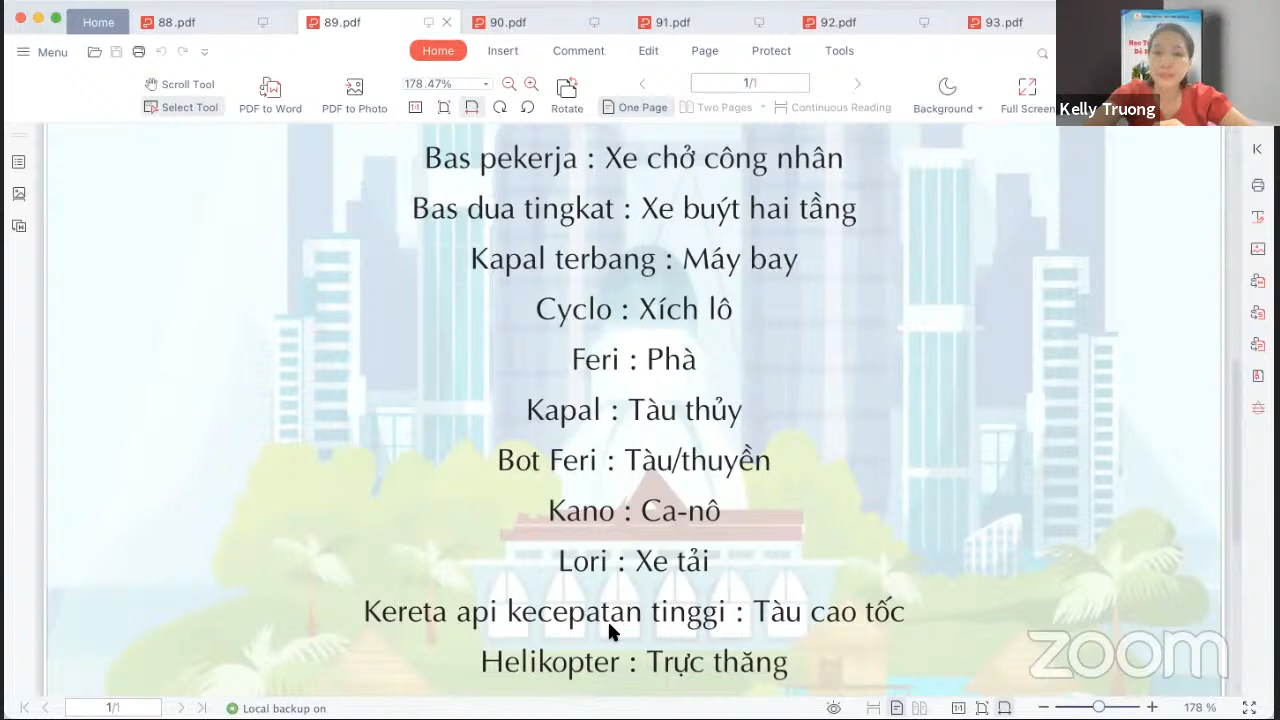 Home
88.pdf
89.pdf
90.pdf
91.pdf
92.pdf
93.pdf
Menu
Home
Insert
Comment
Edit
Page
Protect
Tools
Scroll Tool
Select Tool
PDF to Word
PDF to Photo
178.47%
Rotate
1/1
One Page
Two Pages
Continuous Reading
Background
Full Screen
Kelly Truong
Bas pekerja : Xe chở công nhân
Bas dua tingkat : Xe buýt hai tầng
Kapal terbang : Máy bay
Cyclo : Xích lô
Feri : Phà
Kapal : Tàu thủy
Bot Feri : Tàu/thuyền
Kano : Ca-nô
Lori : Xe tải
Kereta api kecepatan tinggi : Tàu cao tốc
Helikopter : Trực thăng
zoom
1/1
Local backup on
178 %